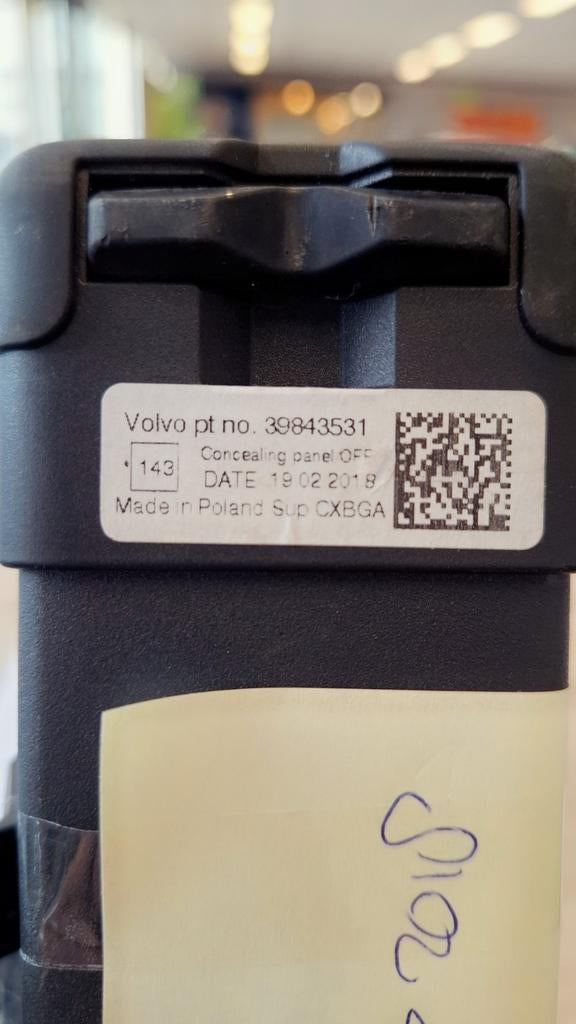 Volvo pt no. 39843531
143 Concealing panel OFF
DATE 19 02 2018
Made in Poland Sup CXBGA